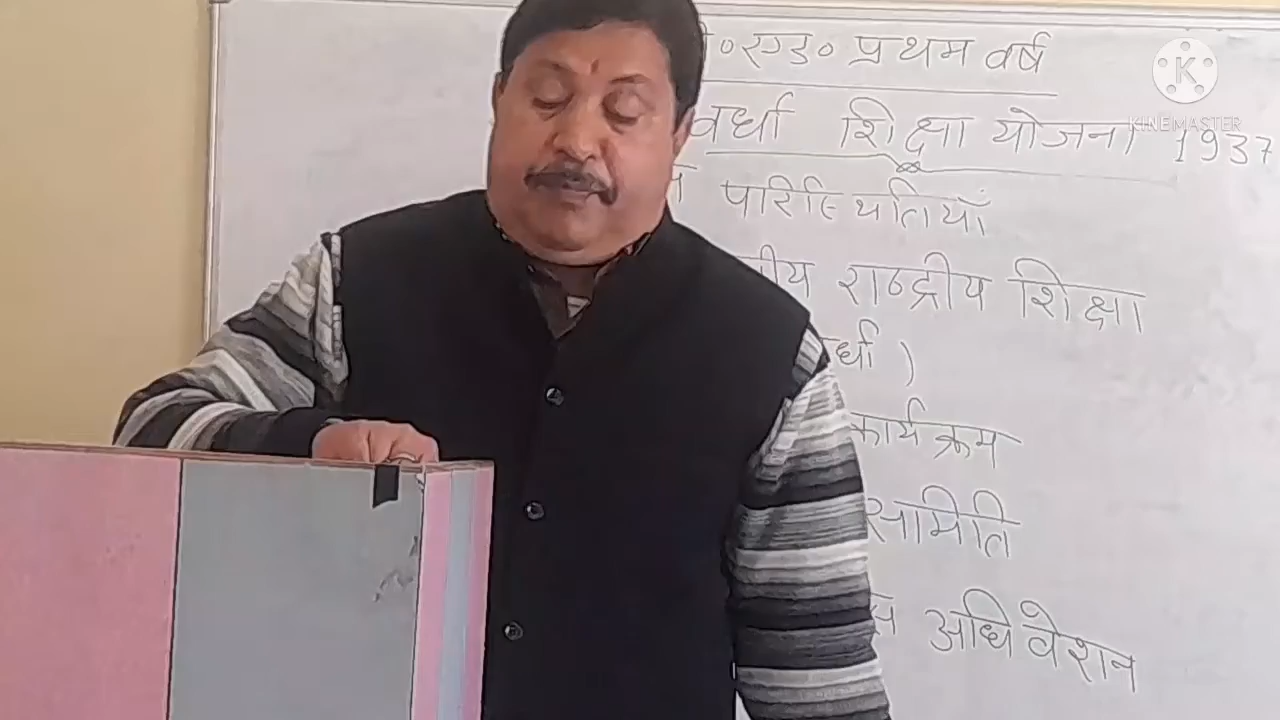 ०एड० प्रथम वर्ष
वर्धा शिक्षा योजना 1937
परिस्थितियाँ
राष्ट्रीय शिक्षा
र्धा )
कार्यक्रम
समिति
अधिवेशन
K
KINEMASTER